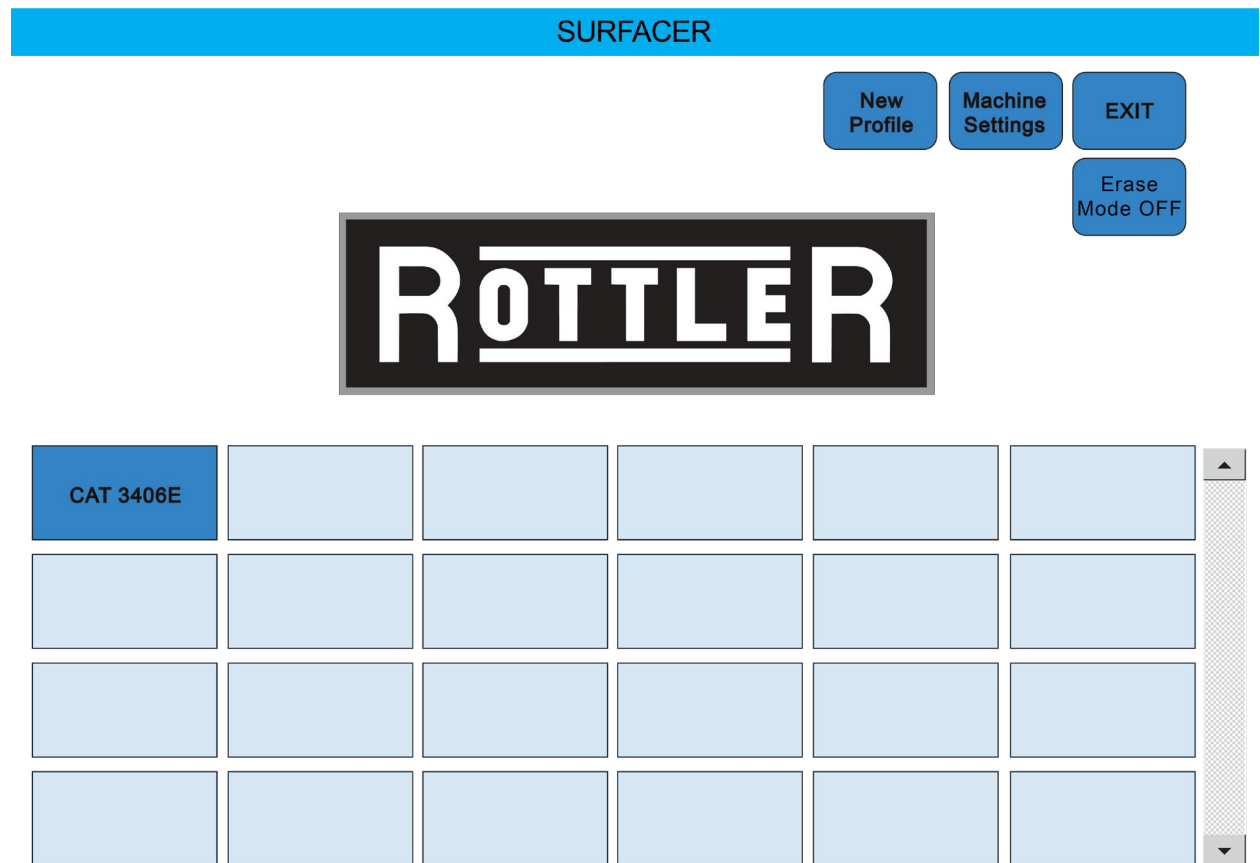 SURFACER
New
Profile
Machine
Settings
EXIT
Erase
Mode OFF
ROTTLER
CAT 3406E